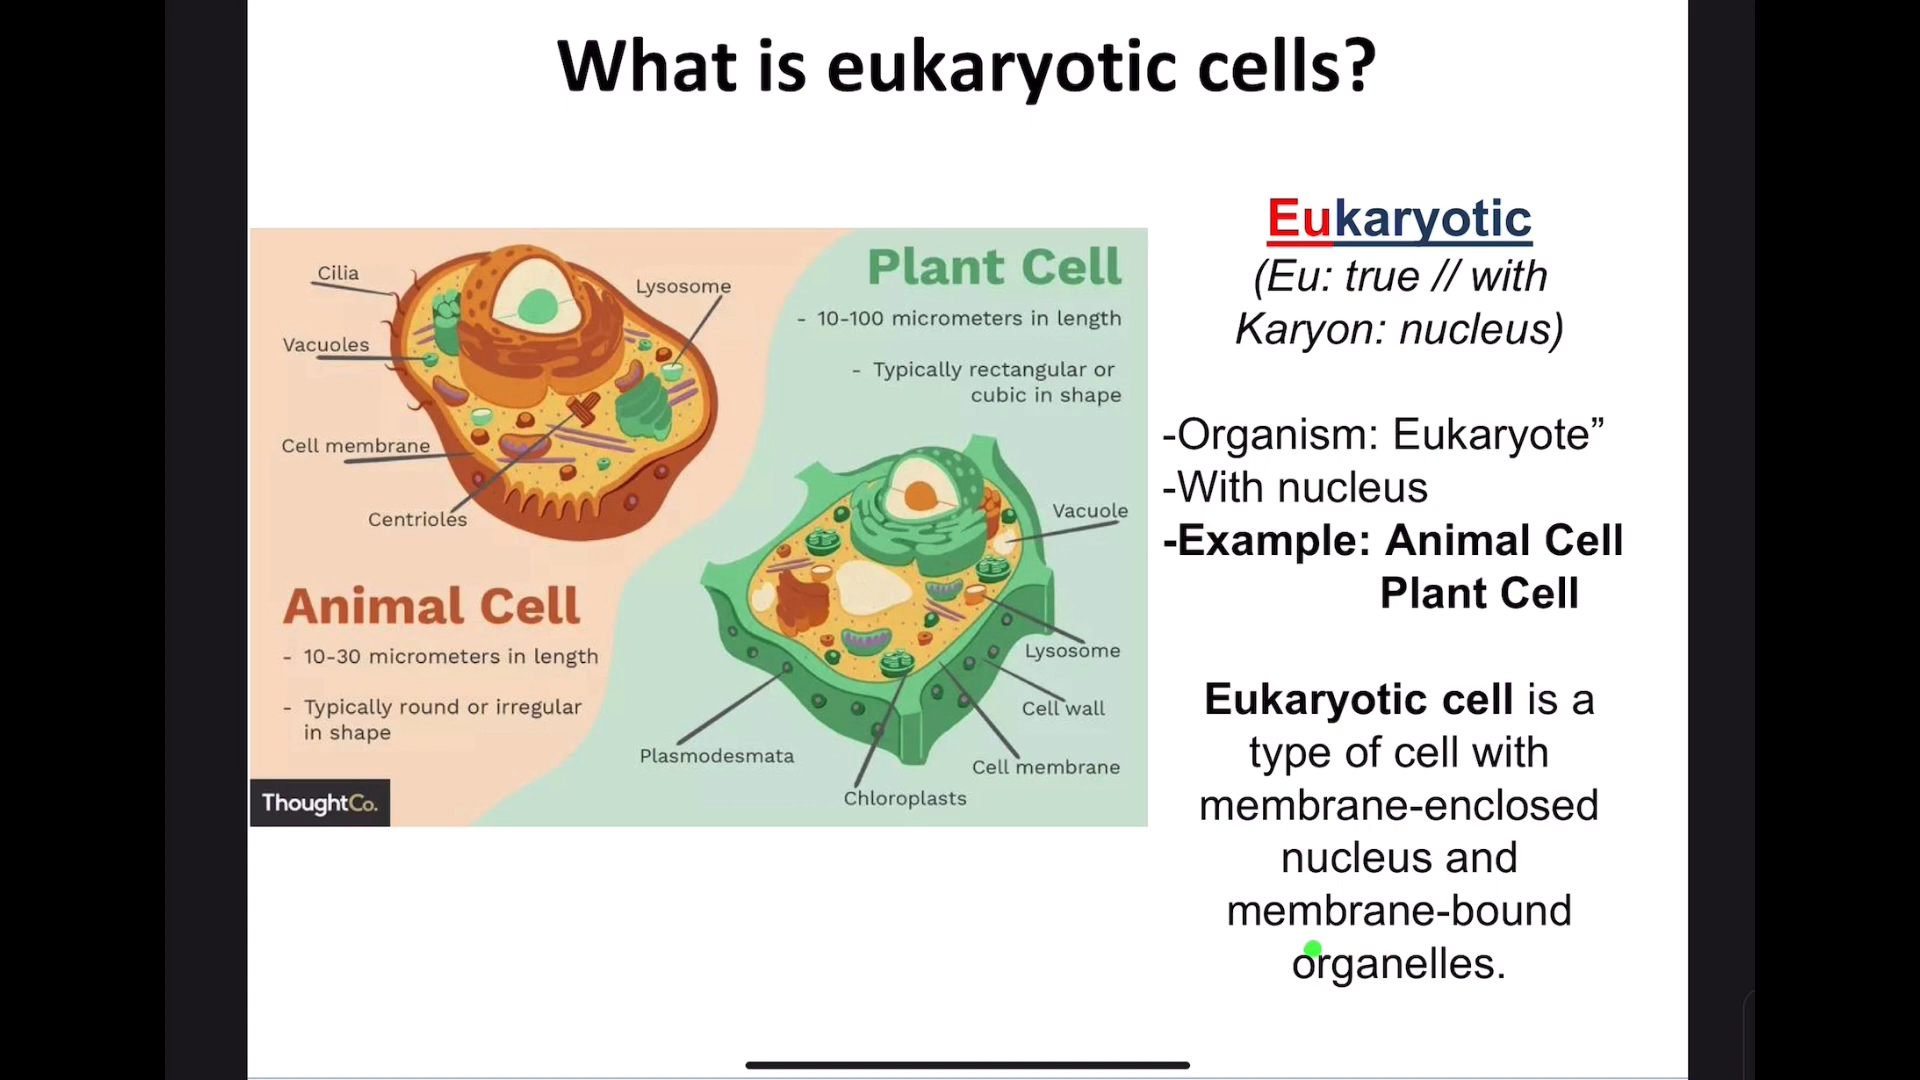 What is eukaryotic cells?
Cilia
Vacuoles
Cell membrane
Centrioles
Lysosome
Animal Cell
- 10-30 micrometers in length
- Typically round or irregular
in shape
ThoughtCo.
Plant Cell
- 10-100 micrometers in length
- Typically rectangular or
cubic in shape
Vacuole
Lysosome
Cell wall
Cell membrane
Chloroplasts
Plasmodesmata
Eukaryotic
(Eu: true // with
Karyon: nucleus)
-Organism: Eukaryote”
-With nucleus
-Example: Animal Cell
Plant Cell
Eukaryotic cell is a
type of cell with
membrane-enclosed
nucleus and
membrane-bound
organelles.